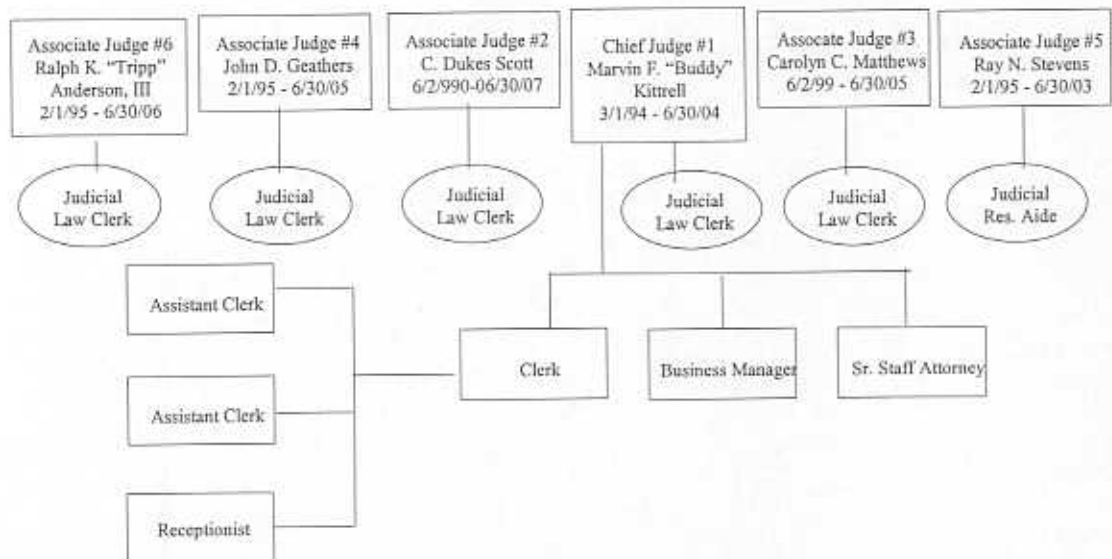 Associate Judge #6
Ralph K. “Tripp”
Anderson, III
2/1/95 - 6/30/06
Associate Judge #4
John D. Geathers
2/1/95 - 6/30/05
Associate Judge #2
C. Dukes Scott
6/2/990-06/30/07
Chief Judge #1
Marvin F. “Buddy”
Kittrell
3/1/94 - 6/30/04
Assocate Judge #3
Carolyn C. Matthews
6/2/99 - 6/30/05
Associate Judge #5
Ray N. Stevens
2/1/95 - 6/30/03
Judicial
Law Clerk
Judicial
Law Clerk
Judicial
Law Clerk
Judicial
Law Clerk
Judicial
Law Clerk
Judicial
Res. Aide
Assistant Clerk
Clerk
Business Manager
Sr. Staff Attorney
Assistant Clerk
Receptionist